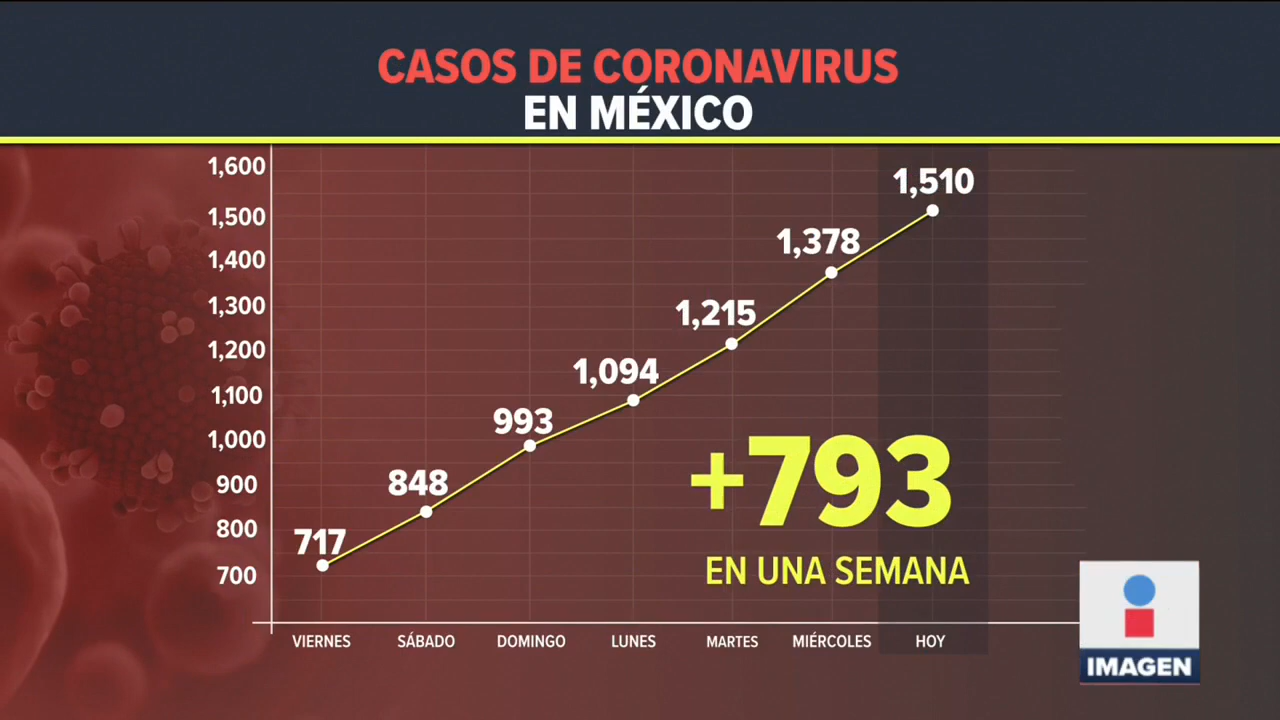 CASOS DE CORONAVIRUS
EN MÉXICO
1,600
1,500
1,400
1,300
1,200
1,100
1,000
900
800
700
717
848
993
1,094
1,215
1,378
1,510
+793
EN UNA SEMANA
VIERNES
SÁBADO
DOMINGO
LUNES
MARTES
MIÉRCOLES
HOY
IMAGEN